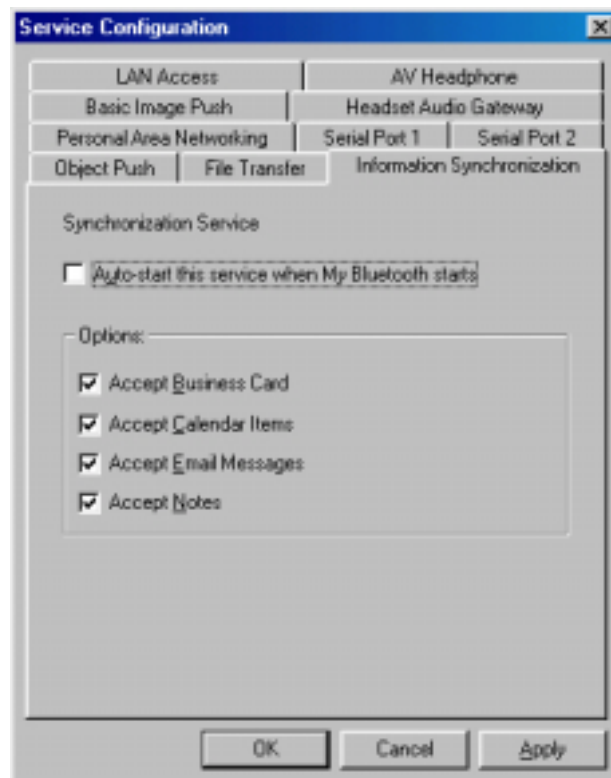 Service Configuration
LAN Access AV Headphone
Basic Image Push Headset Audio Gateway
Personal Area Networking Serial Port 1 Serial Port 2
Object Push File Transfer Information Synchronization
Synchronization Service
Auto-start this service when My Bluetooth starts
Options:
Accept Business Card
Accept Calendar Items
Accept Email Messages
Accept Notes
OK Cancel Apply